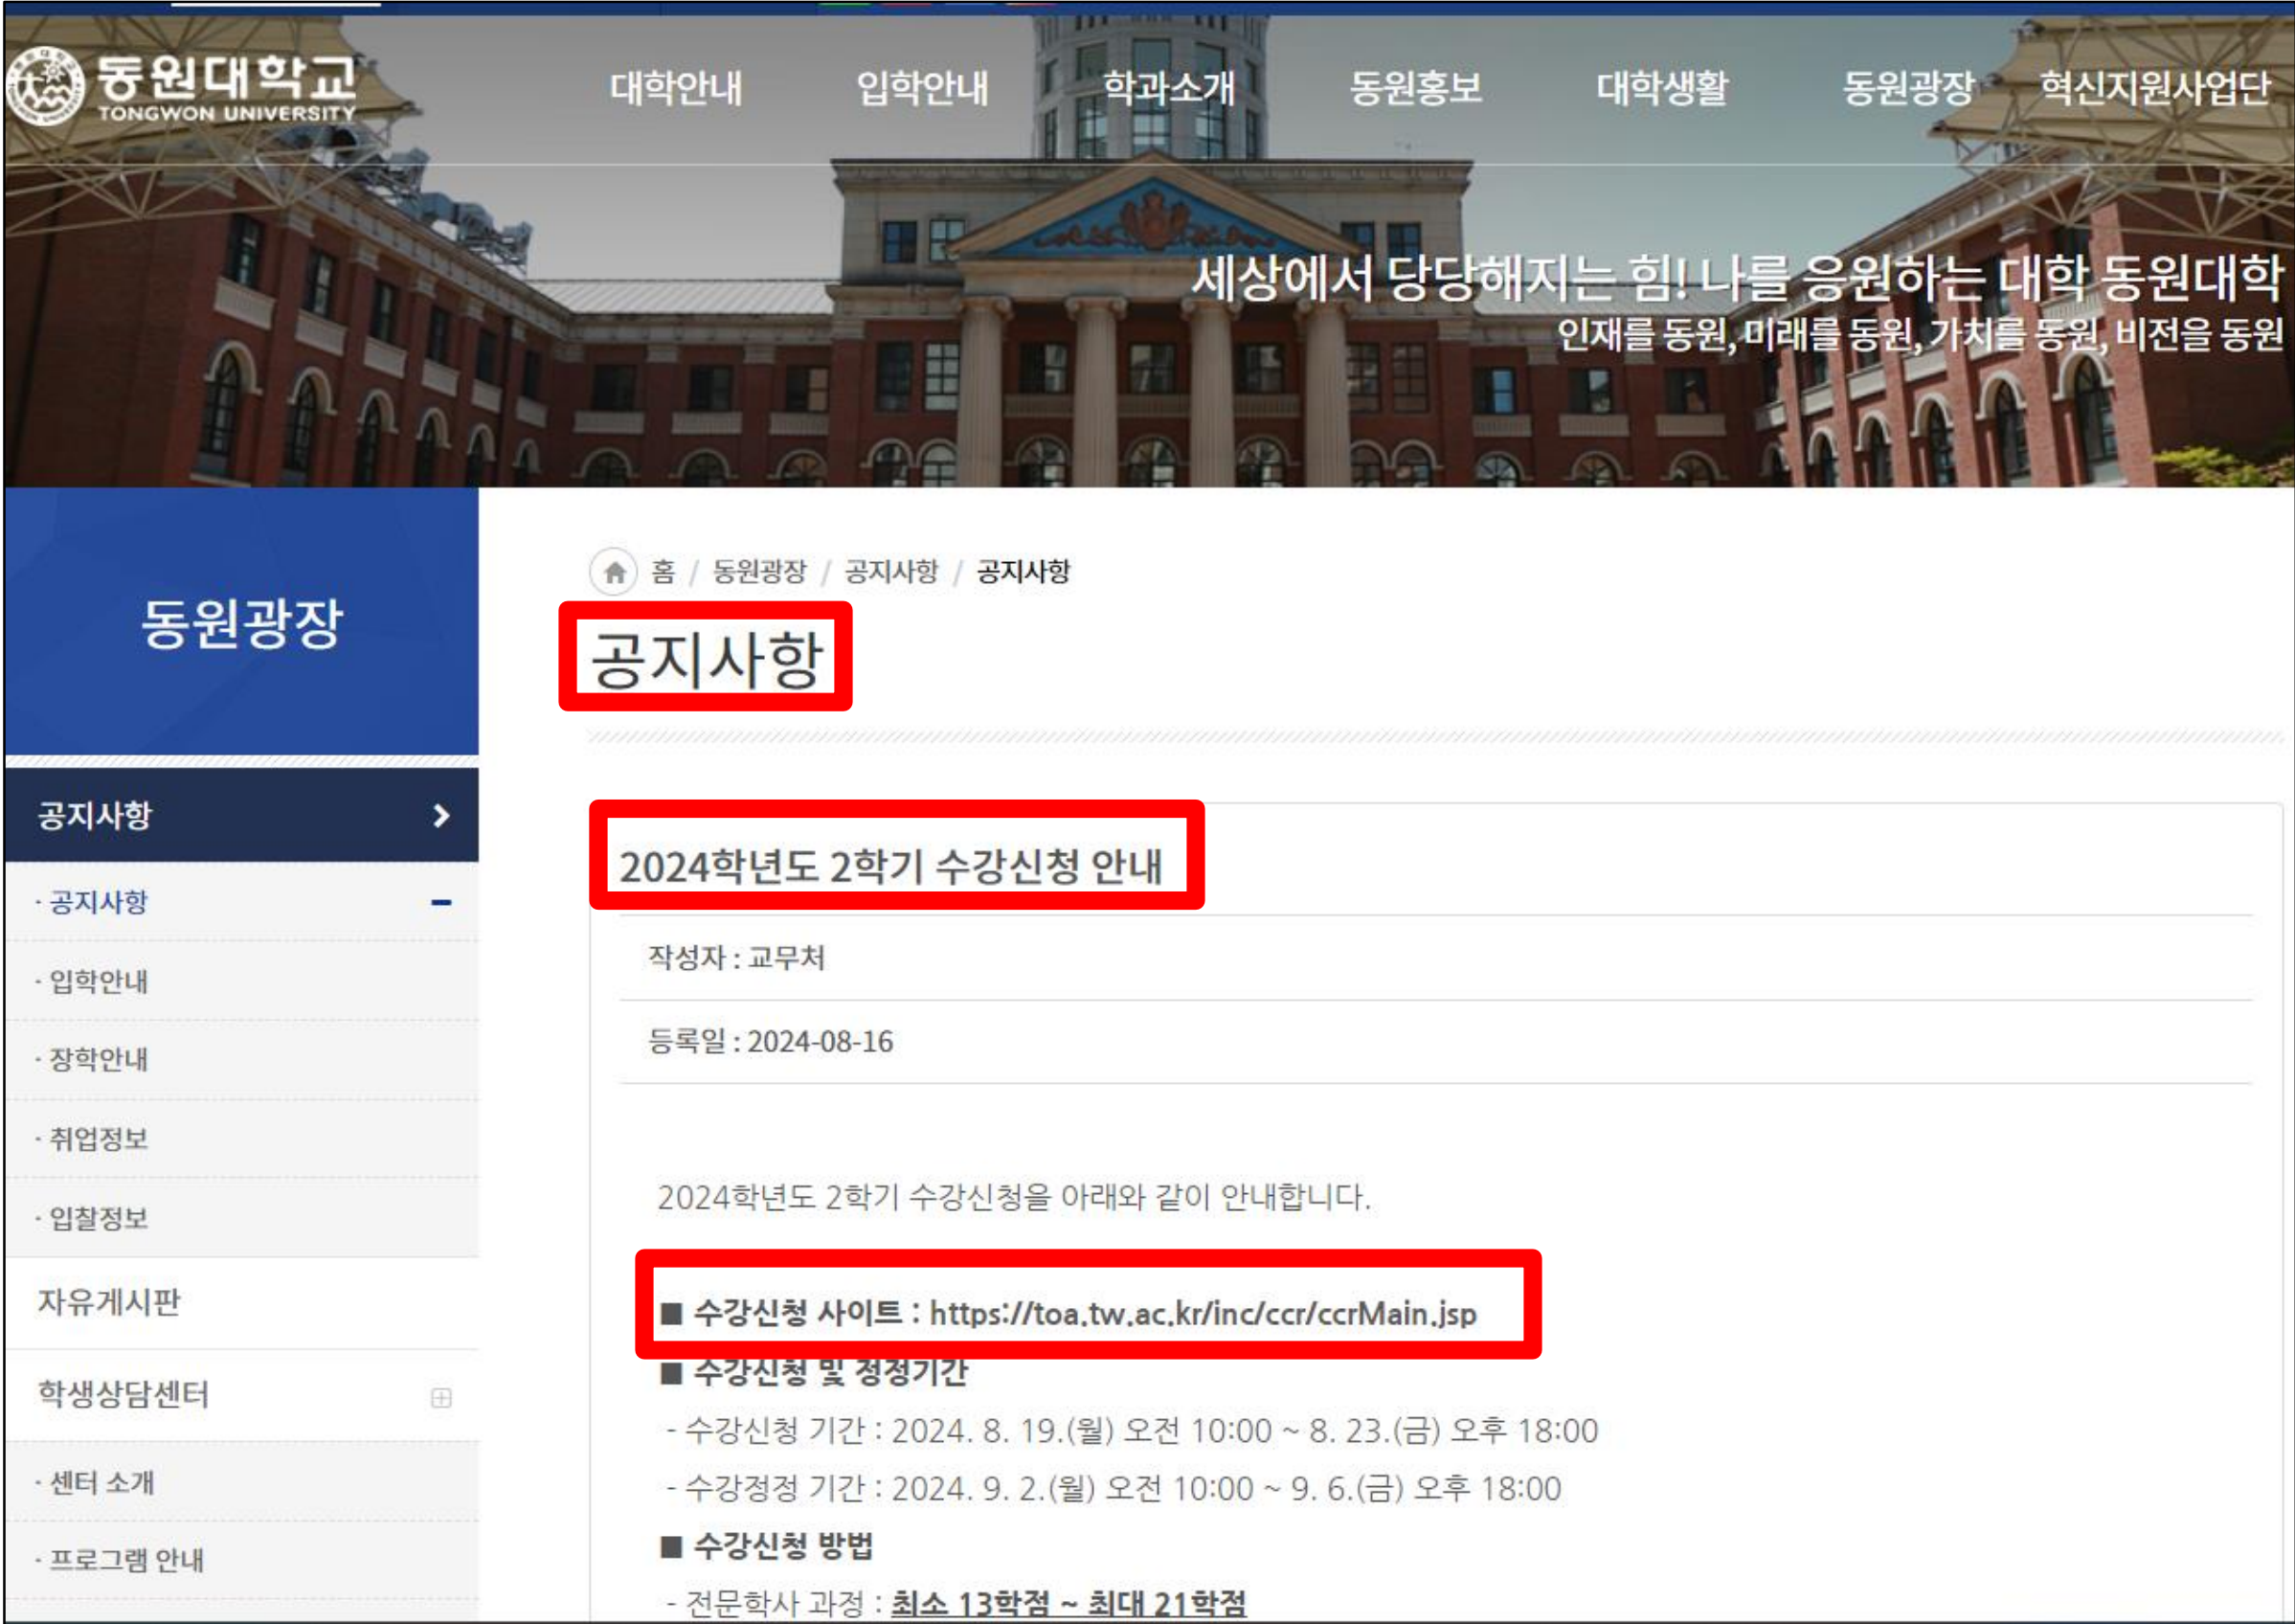 동원대학교
TONGWON UNIVERSITY
대학안내 입학안내 학과소개 동원홍보 대학생활 동원광장 혁신지원사업단
세상에서 당당해지는 힘! 나를 응원하는 대학 동원대학
인재를 동원, 미래를 동원, 가치를 동원, 비전을 동원
동원광장
공지사항
· 공지사항
· 입학안내
· 장학안내
· 취업정보
· 입찰정보
자유게시판
학생상담센터
· 센터 소개
· 프로그램 안내
홈 / 동원광장 / 공지사항 / 공지사항
공지사항
2024학년도 2학기 수강신청 안내
작성자 : 교무처
등록일 : 2024-08-16
2024학년도 2학기 수강신청을 아래와 같이 안내합니다.
■ 수강신청 사이트 : https://toa.tw.ac.kr/inc/ccr/ccrMain.jsp
■ 수강신청 및 정정기간
- 수강신청 기간 : 2024. 8. 19.(월) 오전 10:00 ~ 8. 23.(금) 오후 18:00
- 수강정정 기간 : 2024. 9. 2.(월) 오전 10:00 ~ 9. 6.(금) 오후 18:00
■ 수강신청 방법
- 전문학사 과정 : 최소 13학점 ~ 최대 21학점